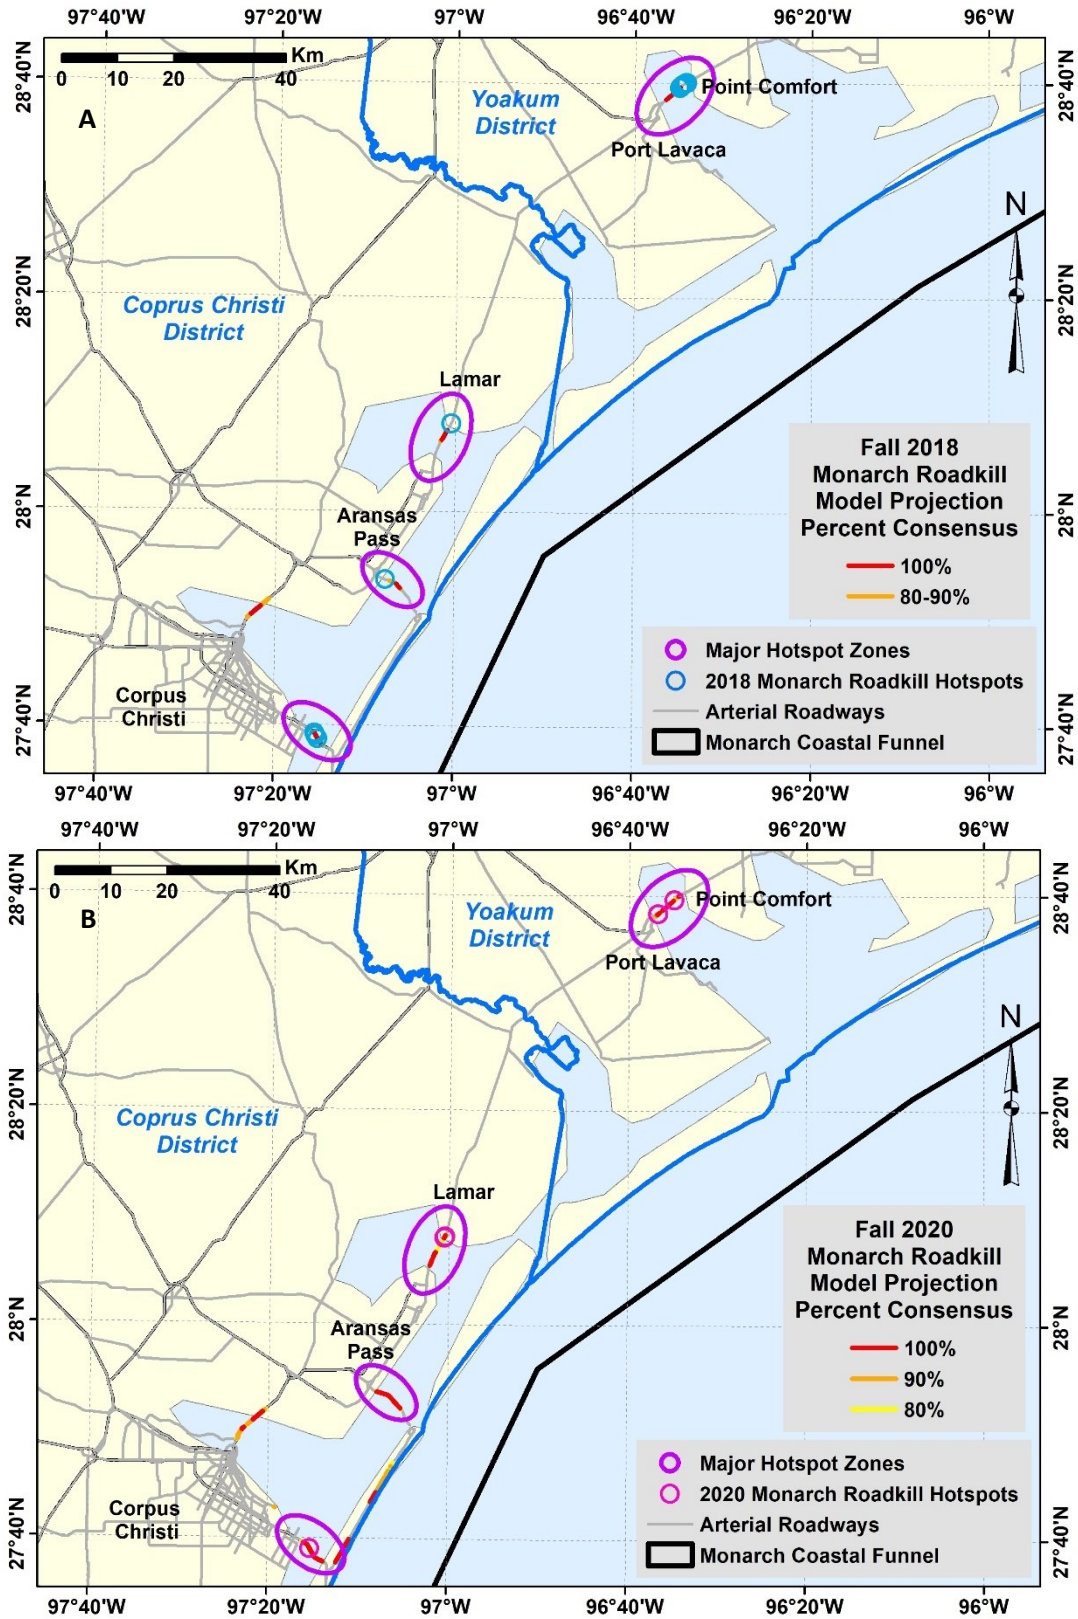 97°40'W 97°20'W 97°0'W 96°40'W 96°20'W 96°0'W
Km
0 10 20 40
28°40'N
28°40'N
A
Yoakum
District
Point Comfort
Port Lavaca
N
28°20'N
28°20'N
Coprus Christi
District
Lamar
28°N
28°N
Aransas
Pass
Fall 2018
Monarch Roadkill
Model Projection
Percent Consensus
100%
80-90%
Corpus
Christi
27°40'N
27°40'N
Major Hotspot Zones
2018 Monarch Roadkill Hotspots
Arterial Roadways
Monarch Coastal Funnel
97°40'W 97°20'W 97°0'W 96°40'W 96°20'W 96°0'W
97°40'W 97°20'W 97°0'W 96°40'W 96°20'W 96°0'W
Km
0 10 20 40
28°40'N
28°40'N
B
Yoakum
District
Point Comfort
Port Lavaca
N
28°20'N
28°20'N
Coprus Christi
District
Lamar
28°N
28°N
Aransas
Pass
Fall 2020
Monarch Roadkill
Model Projection
Percent Consensus
100%
90%
80%
Corpus
Christi
27°40'N
27°40'N
Major Hotspot Zones
2020 Monarch Roadkill Hotspots
Arterial Roadways
Monarch Coastal Funnel
97°40'W 97°20'W 97°0'W 96°40'W 96°20'W 96°0'W